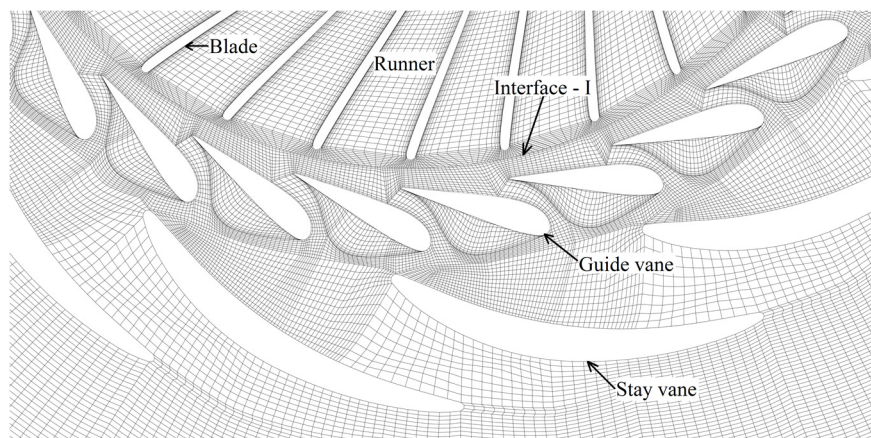 Blade
Runner
Interface - I
Guide vane
Stay vane